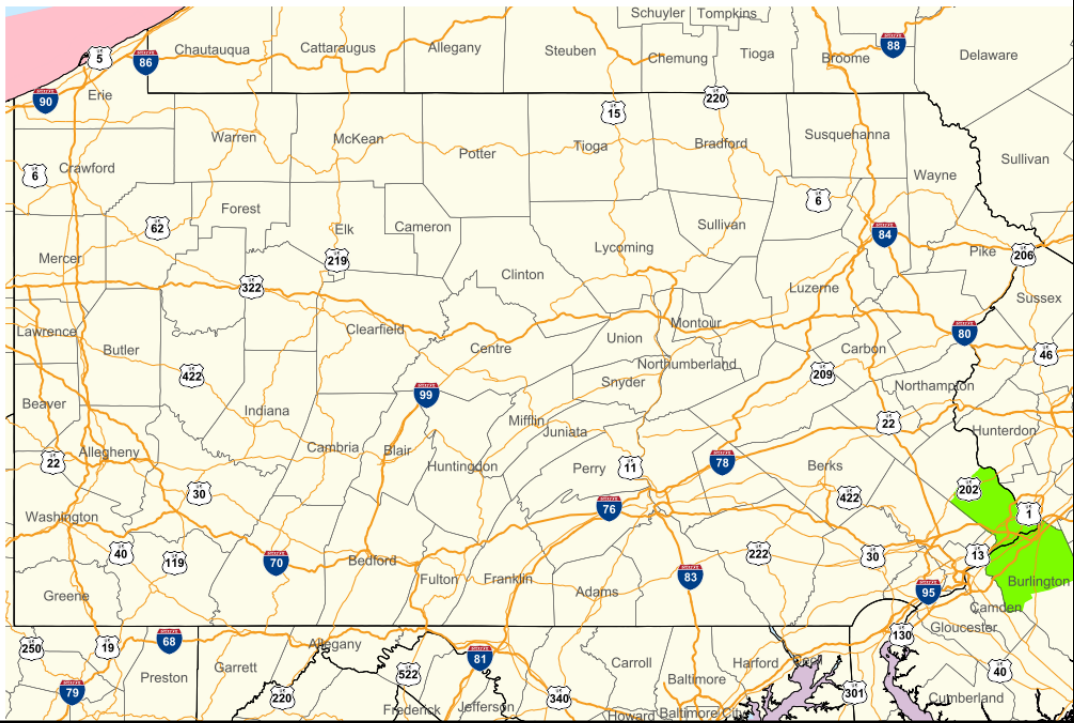 Schuyler Tompkins
5
86
Chautauqua
Cattaraugus
Allegany
Steuben
Chemung
Tioga
Broome
88
Delaware
90
Erie
15
220
Warren
McKean
Potter
Tioga
Bradford
Susquehanna
Sullivan
6
Crawford
Wayne
62
Forest
Elk
Cameron
6
Sullivan
84
Mercer
219
Lycoming
Pike
206
322
Clinton
Luzerne
Sussex
Lawrence
Butler
Clearfield
Centre
Union
Montour
80
46
422
Northumberland
Carbon
209
Snyder
99
Northampton
Beaver
Indiana
Mifflin
Juniata
22
Hunterdon
22
Allegheny
Cambria
Blair
Huntingdon
Perry
11
78
Berks
30
422
202
Washington
76
1
40
119
70
Bedford
Fulton
Franklin
222
30
13
Greene
Adams
83
95
Burlington
Camden
Gloucester
250
19
68
Allegany
130
79
Preston
Garrett
220
522
81
340
Carroll
Baltimore
Harford
Cecil
301
40
Cumberland
Frederick
Jefferson
Howard
Baltimore City